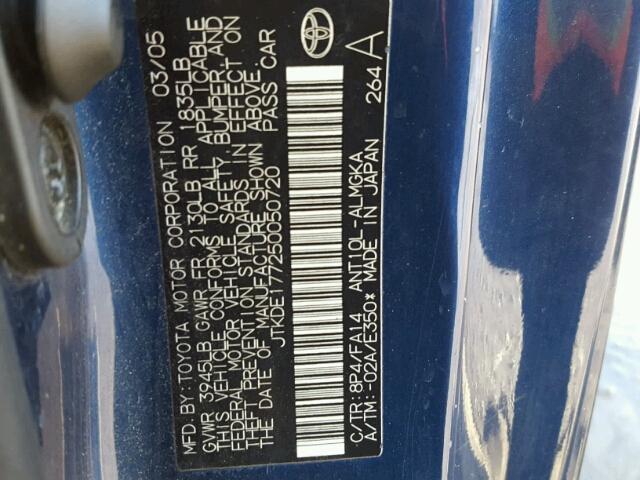 MFD. BY: TOYOTA MOTOR CORPORATION 03/05
GVWR 3945LB GAWR FR 2130LB RR 1835LB
THIS VEHICLE CONFORMS TO ALL APPLICABLE
FEDERAL MOTOR VEHICLE SAFETY, BUMPER, AND
THEFT PREVENTION STANDARDS IN EFFECT ON
THE DATE OF MANUFACTURE SHOWN ABOVE.
JTKDE177250050720 PASS CAR
C/TR:8P4/FA14 ANT10L-ALMGKA 264 A
A/TM:-02A/E350* MADE IN JAPAN